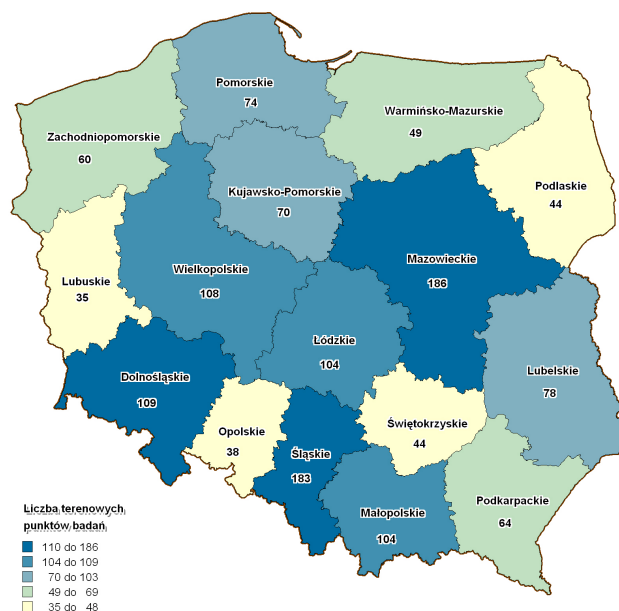 Pomorskie
74
Warmińsko-Mazurskie
49
Zachodniopomorskie
60
Kujawsko-Pomorskie
70
Podlaskie
44
Mazowieckie
186
Wielkopolskie
108
Lubuskie
35
Łódzkie
104
Lubelskie
78
Dolnośląskie
109
Opolskie
38
Świętokrzyskie
44
Śląskie
183
Małopolskie
104
Podkarpackie
64
Liczba terenowych
punktów badań
110 do 186
104 do 109
70 do 103
49 do 69
35 do 48